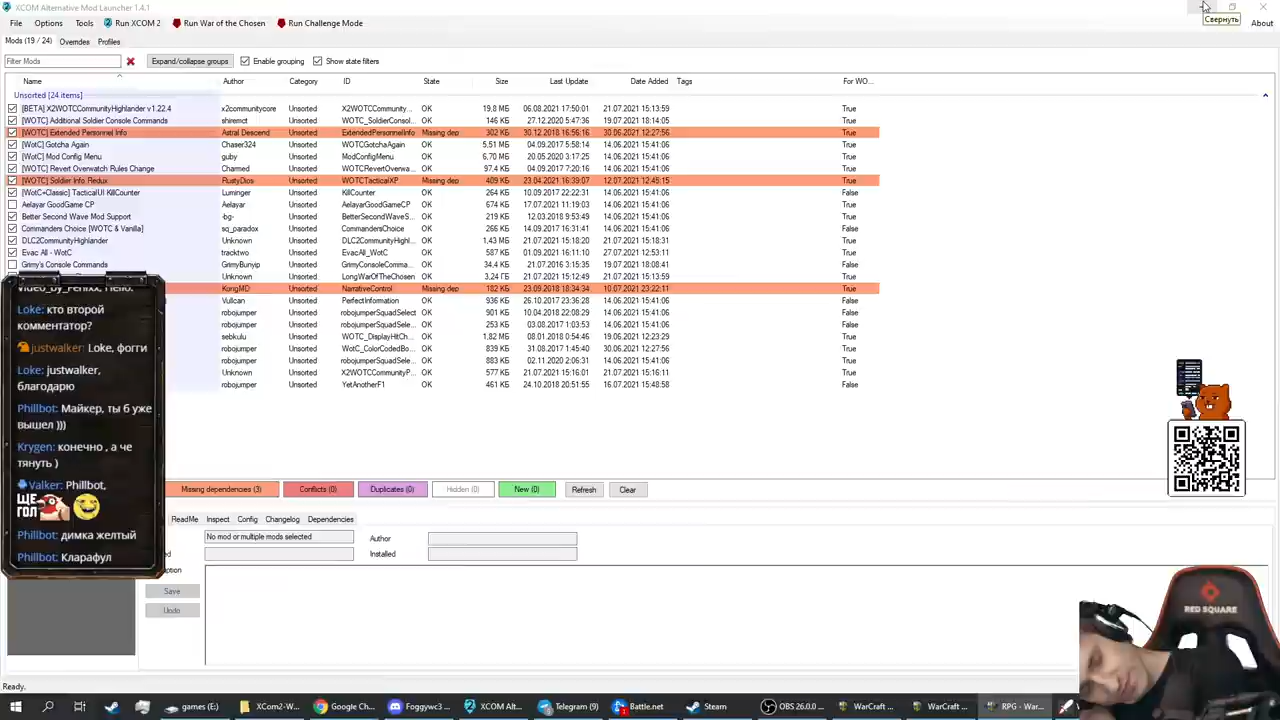 XCOM Alternative Mod Launcher 1.4.1
Свернуть
File Options Tools Run XCOM 2 Run War of the Chosen Run Challenge Mode About
Mods (19 / 24) Overrides Profiles
Filter Mods Expand/collapse groups Enable grouping Show state filters
Name Author Category ID State Size Last Update Date Added Tags For WO...
Unsorted [24 items]
[BETA] X2WOTCCommunityHighlander v1.22.4 x2communitycore Unsorted X2WOTCCommunity... OK 19,8 МБ 06.08.2021 17:50:01 21.07.2021 15:13:59 True
[WOTC] Additional Soldier Console Commands shiremct Unsorted WOTC_SoldierConsol... OK 146 КБ 27.12.2020 5:47:36 19.07.2021 18:14:05 True
[WOTC] Extended Personnel Info Astral Descend Unsorted ExtendedPersonnelInfo Missing dep 302 КБ 30.12.2018 16:56:16 30.06.2021 12:27:56 True
[WotC] Gotcha Again Chaser324 Unsorted WOTCGotchaAgain OK 5,51 МБ 04.09.2017 5:58:14 14.06.2021 15:41:06 True
[WotC] Mod Config Menu guby Unsorted ModConfigMenu OK 6,70 МБ 20.05.2020 3:17:25 14.06.2021 15:41:06 True
[WOTC] Revert Overwatch Rules Change Charmed Unsorted WOTCRevertOverwa... OK 97,4 КБ 14.06.2021 15:41:06 True
[WOTC] Soldier Info Redux RustyDios Unsorted WOTCTacticalXP Missing dep 409 КБ 23.04.2021 16:39:07 12.07.2021 12:45:15 True
[WotC+Classic] TacticalUI KillCounter Luminger Unsorted KillCounter OK 264 КБ 10.09.2017 22:22:31 14.06.2021 15:41:06 False
Aelayar GoodGame CP Aelayar Unsorted AelayarGoodGameCP OK 674 КБ 17.07.2021 11:19:03 14.06.2021 15:41:06 True
Better Second Wave Mod Support -bg- Unsorted BetterSecondWaveS... OK 219 КБ 12.03.2018 9:53:49 14.06.2021 15:41:06 True
Commanders Choice [WOTC & Vanilla] sq_paradox Unsorted CommandersChoice OK 266 КБ 14.09.2017 16:31:41 14.06.2021 15:41:06 False
DLC2CommunityHighlander Unknown Unsorted DLC2CommunityHighl... OK 1,43 МБ 21.07.2021 15:18:20 21.07.2021 15:18:31 True
Evac All - WotC tracktwo Unsorted Evac All_WotC OK 587 КБ 01.09.2017 16:11:30 27.07.2021 12:53:11 True
Grimy's Console Commands GrimyBunyip Unsorted OK 34,4 КБ 31.07.2016 3:15:35 19.07.2021 18:08:41 False
Unknown Unsorted LongWarOfTheChosen OK 3,24 ГБ 21.07.2021 15:12:49 21.07.2021 15:13:59 True
KongMD Unsorted NarrativeControl Missing dep 182 КБ 23.09.2018 18:34:34 10.07.2021 23:22:11 True
Vulcan Unsorted PerfectInformation OK 936 КБ 26.10.2017 23:36:28 14.06.2021 15:41:06 False
robojumper Unsorted robojumperSquadSelect OK 901 КБ 10.04.2018 22:08:29 14.06.2021 15:41:06 False
robojumper Unsorted robojumperSquadSele... OK 253 КБ 03.08.2017 1:03:53 14.06.2021 15:41:06 False
sebkulu Unsorted WOTC_DisplayHitCh... OK 1,82 МБ 08.01.2018 0:54:46 19.06.2021 12:23:29 True
robojumper Unsorted WotC_ColorCodedBo... OK 839 КБ 31.08.2017 1:45:40 30.06.2021 12:27:56 True
robojumper Unsorted robojumperSquadSele... OK 883 КБ 02.11.2020 2:06:31 14.06.2021 15:41:06 True
Unknown Unsorted X2WOTCCommunityP... OK 577 КБ 21.07.2021 15:16:01 21.07.2021 15:16:11 True
robojumper Unsorted YetAnotherF1 OK 461 КБ 24.10.2018 20:51:55 16.07.2021 15:48:58 False
Loke: кто второй
комментатор?
justwalker: Loke, фогги
Loke: justwalker,
благодарю
Phillbot: Майкер, ты б уже
вышел )))
Krygen: конечно , а че
тянуть )
Valker: Phillbot,
ЩЕ
ГОЛ
Phillbot: димка желтый
Phillbot: Кларафул
Missing dependencies (3) Conflicts (0) Duplicates (0) Hidden (0) New (0) Refresh Clear
ReadMe Inspect Config Changelog Dependencies
No mod or multiple mods selected Author
Installed
Save
Undo
RED SQUARE
Ready.
games (E:) XCom2-W... Google Ch... Foggywc3 ... XCOM Alte... Telegram (9) Battle.net Steam OBS 26.0.0 ... WarCraft ... WarCraft ... RPG - War...